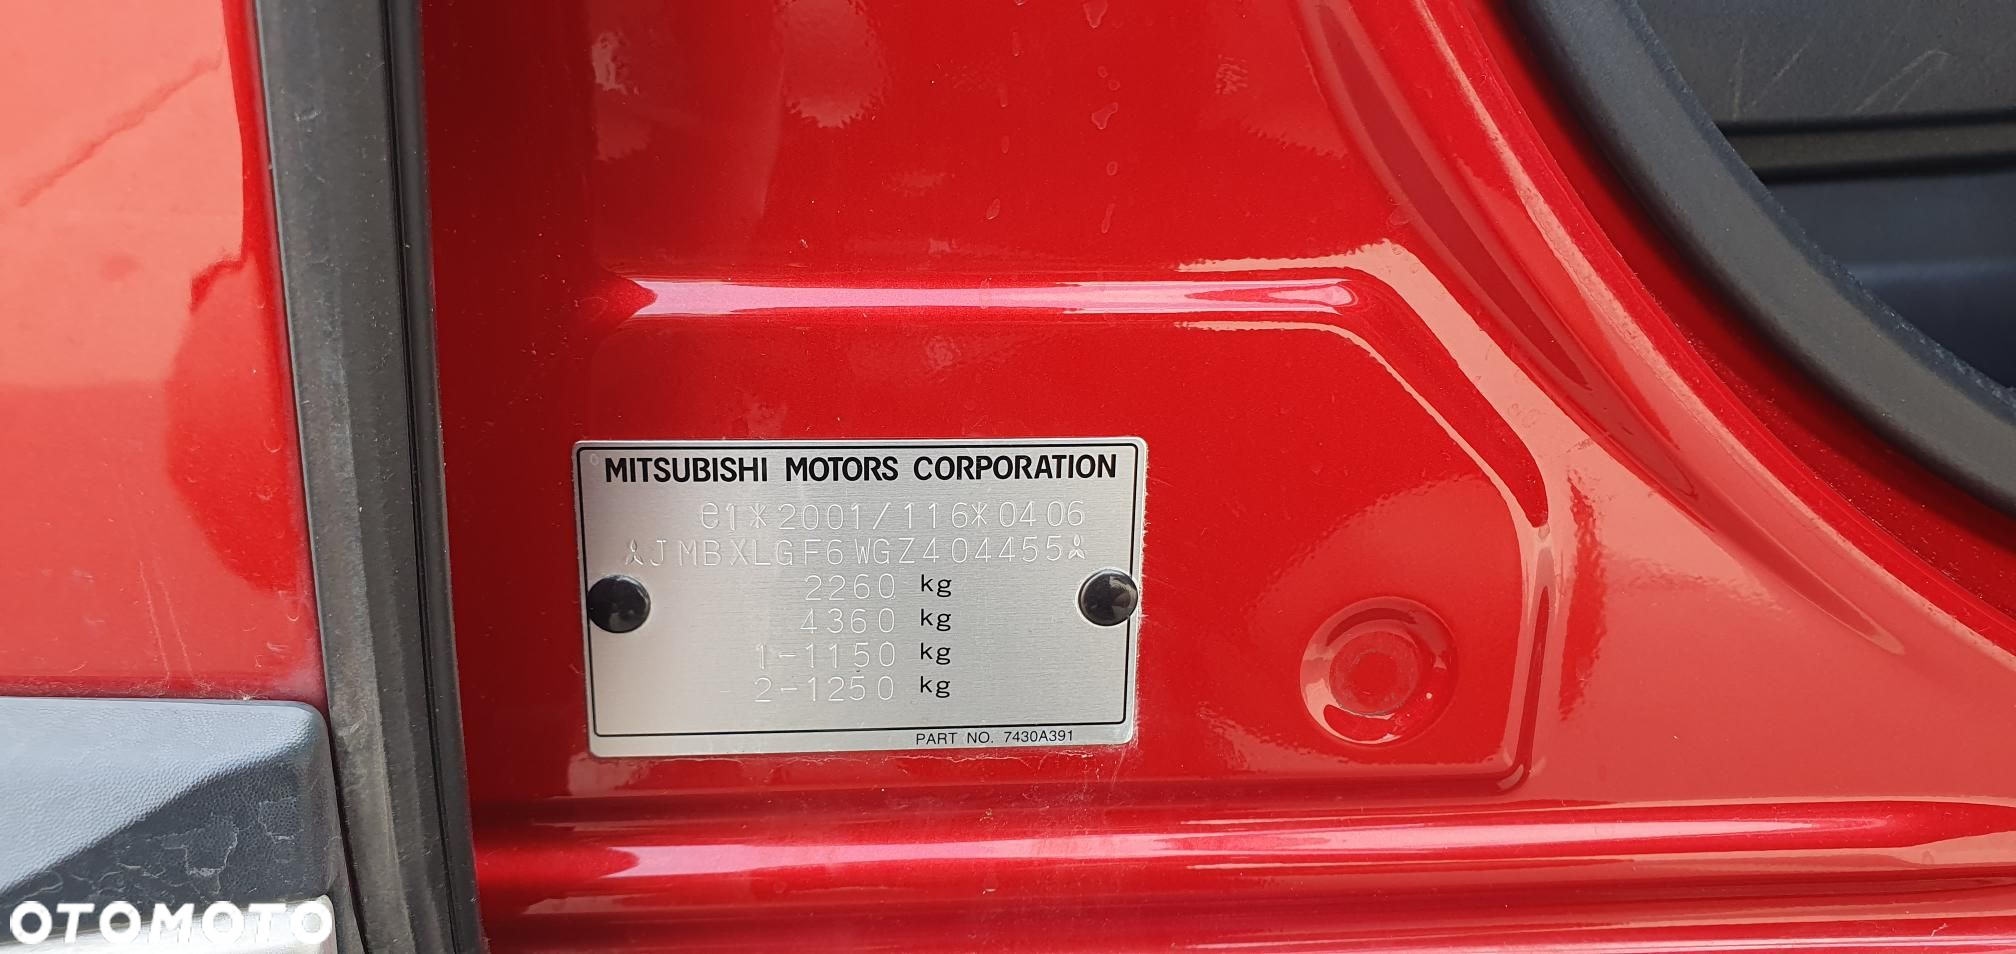 MITSUBISHI MOTORS CORPORATION
e1*2001/116*0406
JMBXLGF6WGZ404455
2260 kg
4360 kg
1-1150 kg
2-1250 kg
PART NO. 7430A391
OTOMOTO